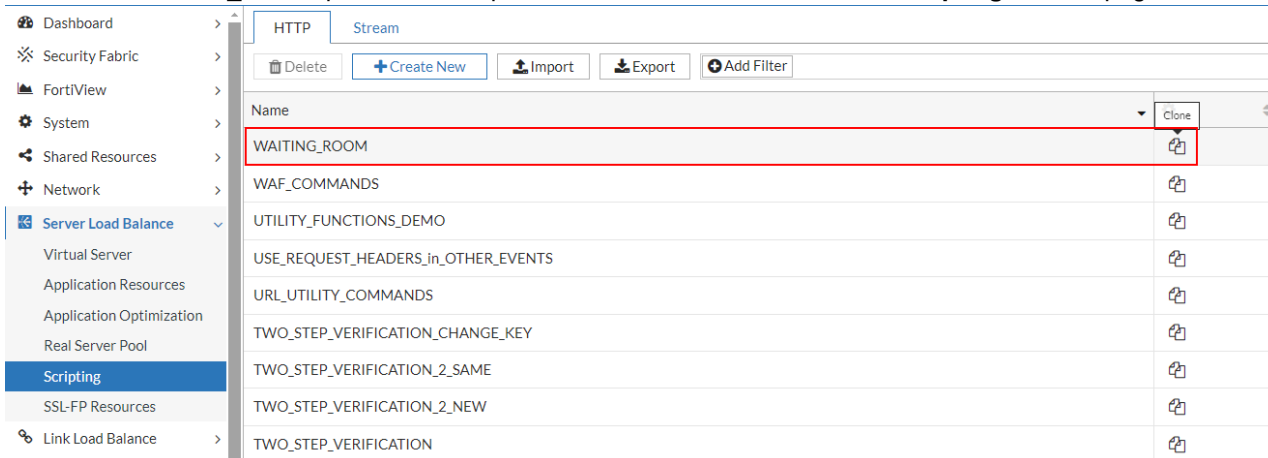 Dashboard
Security Fabric
FortiView
System
Shared Resources
Network
Server Load Balance
Virtual Server
Application Resources
Application Optimization
Real Server Pool
Scripting
SSL-FP Resources
Link Load Balance
HTTP Stream
Delete Create New Import Export Add Filter
Name Clone
WAITING_ROOM
WAF_COMMANDS
UTILITY_FUNCTIONS_DEMO
USE_REQUEST_HEADERS_in_OTHER_EVENTS
URL_UTILITY_COMMANDS
TWO_STEP_VERIFICATION_CHANGE_KEY
TWO_STEP_VERIFICATION_2_SAME
TWO_STEP_VERIFICATION_2_NEW
TWO_STEP_VERIFICATION